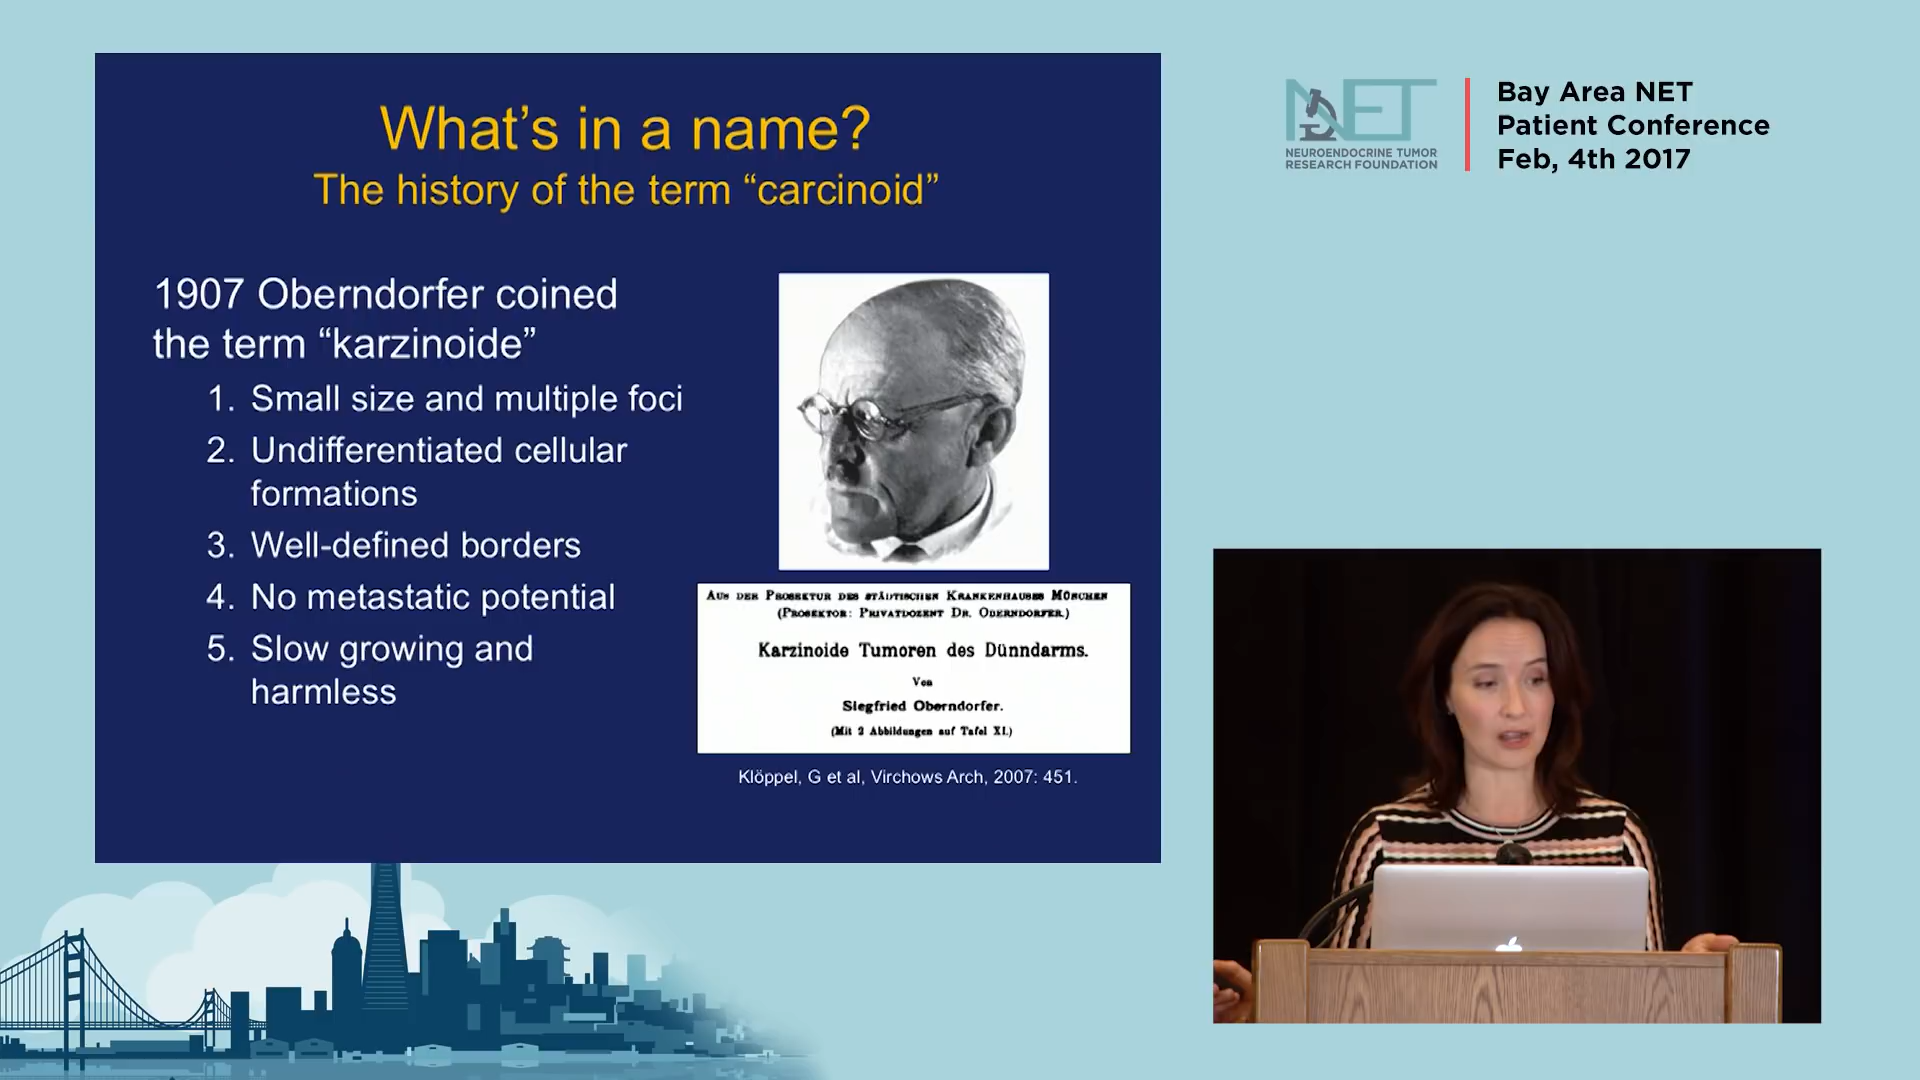 What's in a name?
The history of the term “carcinoid”
1907 Oberndorfer coined
the term “karzinoide”
1. Small size and multiple foci
2. Undifferentiated cellular
formations
3. Well-defined borders
4. No metastatic potential
5. Slow growing and
harmless
AUS DER PROSEKTUR DES STÄDTISCHEN KRANKENHAUSES MÜNCHEN
(PROSEKTOR: PRIVATDOZENT DR. OBERNDORFER.)
Karzinoide Tumoren des Dünndarms.
Von
Siegfried Oberndorfer.
(Mit 2 Abbildungen auf Tafel XI.)
Klöppel, G et al, Virchows Arch, 2007: 451.
NET
NEUROENDOCRINE TUMOR
RESEARCH FOUNDATION
Bay Area NET
Patient Conference
Feb, 4th 2017